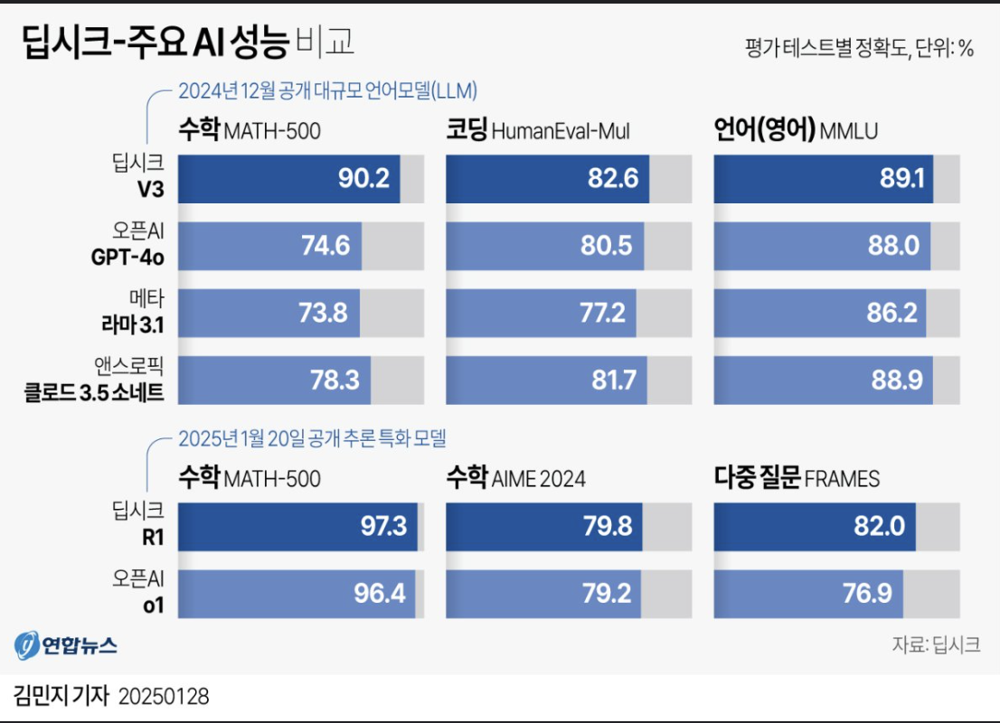 딥시크-주요 AI 성능 비교
평가 테스트별 정확도, 단위: %
2024년 12월 공개 대규모 언어모델(LLM)
수학 MATH-500
코딩 HumanEval-Mul
언어(영어) MMLU
딥시크
V3
90.2
82.6
89.1
오픈AI
GPT-4o
74.6
80.5
88.0
메타
라마 3.1
73.8
77.2
86.2
앤스로픽
클로드 3.5 소네트
78.3
81.7
88.9
2025년 1월 20일 공개 추론 특화 모델
수학 MATH-500
수학 AIME 2024
다중 질문 FRAMES
딥시크
R1
97.3
79.8
82.0
오픈AI
o1
96.4
79.2
76.9
y 연합뉴스
자료: 딥시크
김민지 기자 20250128